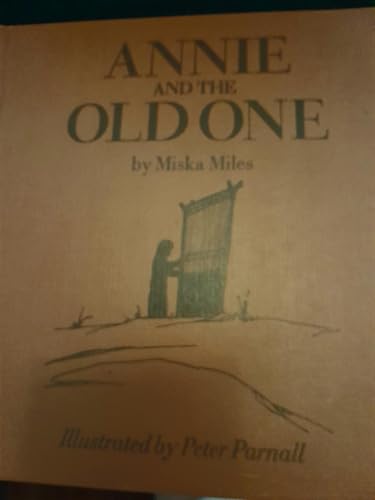 ANNIE
AND THE
OLD ONE
by Miska Miles
Illustrated by Peter Parnall